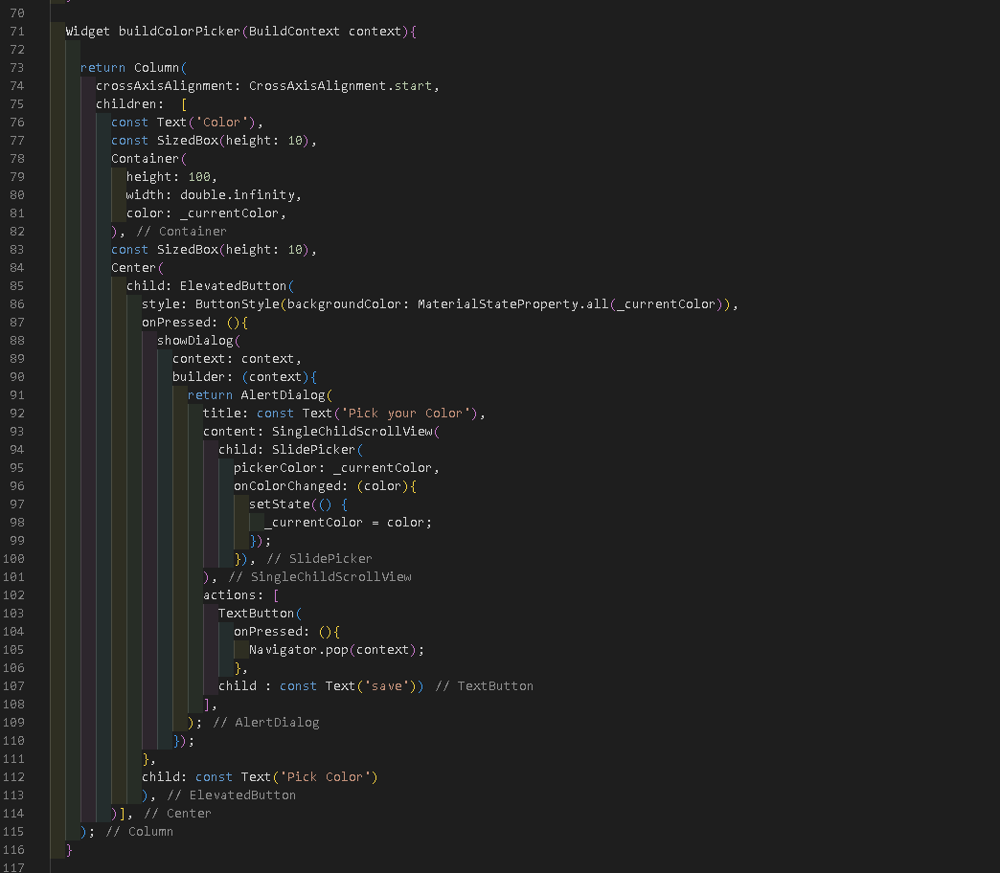 70
71 Widget buildColorPicker(BuildContext context){
72
73 return Column(
74 crossAxisAlignment: CrossAxisAlignment.start,
75 children:  [
76 const Text('Color'),
77 const SizedBox(height: 10),
78 Container(
79 height: 100,
80 width: double.infinity,
81 color: _currentColor,
82 ), // Container
83 const SizedBox(height: 10),
84 Center(
85 child: ElevatedButton(
86 style: ButtonStyle(backgroundColor: MaterialStateProperty.all(_currentColor)),
87 onPressed: (){
88 showDialog(
89 context: context,
90 builder: (context){
91 return AlertDialog(
92 title: const Text('Pick your Color'),
93 content: SingleChildScrollView(
94 child: SlidePicker(
95 pickerColor: _currentColor,
96 onColorChanged: (color){
97 setState(() {
98 _currentColor = color;
99 });
100 }), // SlidePicker
101 ), // SingleChildScrollView
102 actions: [
103 TextButton(
104 onPressed: (){
105 Navigator.pop(context);
106 },
107 child : const Text('save')) // TextButton
108 ],
109 ); // AlertDialog
110 });
111 },
112 child: const Text('Pick Color')
113 ), // ElevatedButton
114 )], // Center
115 ); // Column
116 }
117